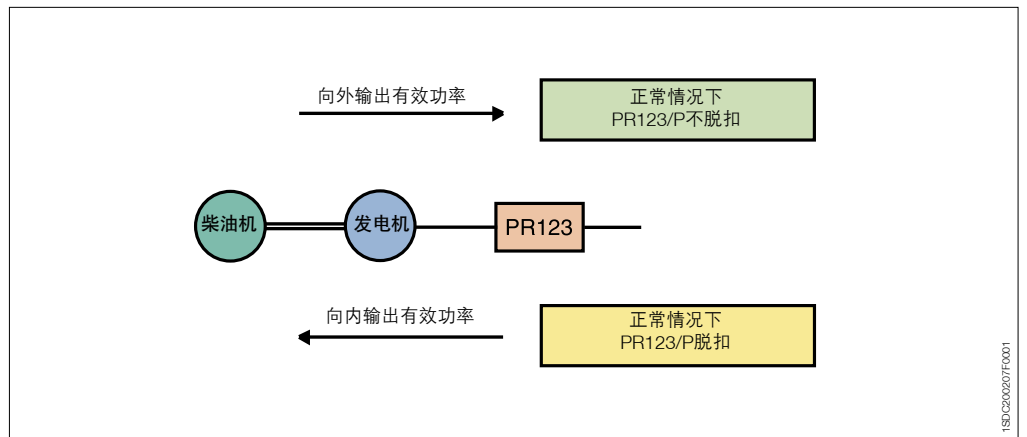 向外输出有效功率
正常情况下
PR123/P不脱扣
柴油机
发电机
PR123
向内输出有效功率
正常情况下
PR123/P脱扣
1SDC200207F0001